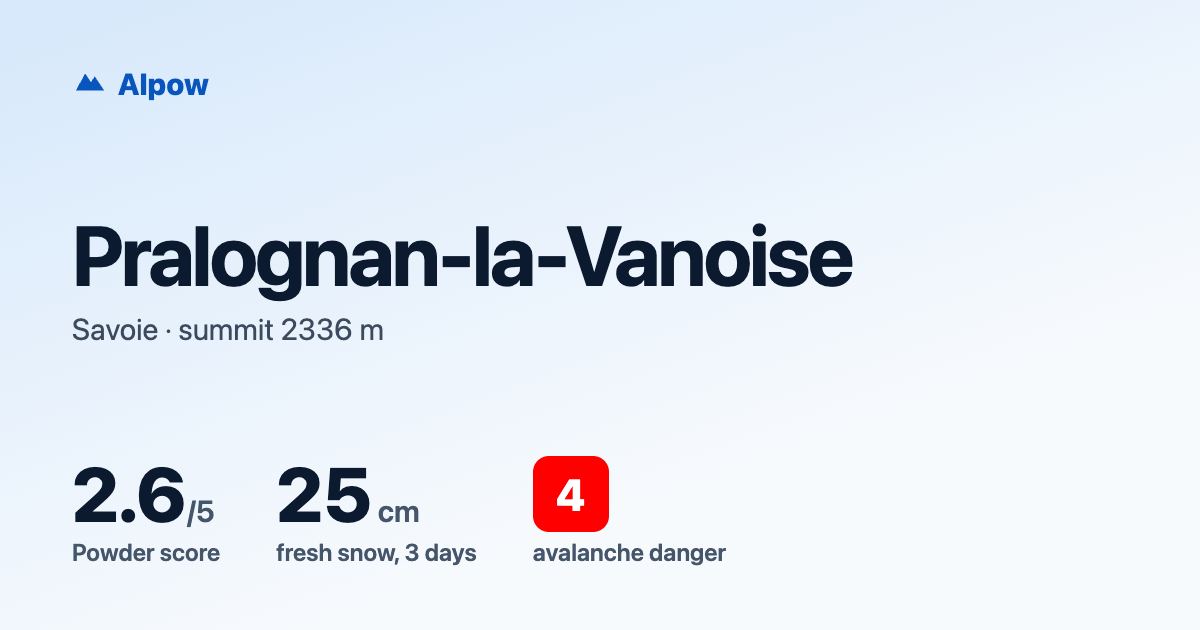 Alpow
Pralognan-la-Vanoise
Savoie · summit 2336 m
2.6/5 25 cm 4
Powder score fresh snow, 3 days avalanche danger